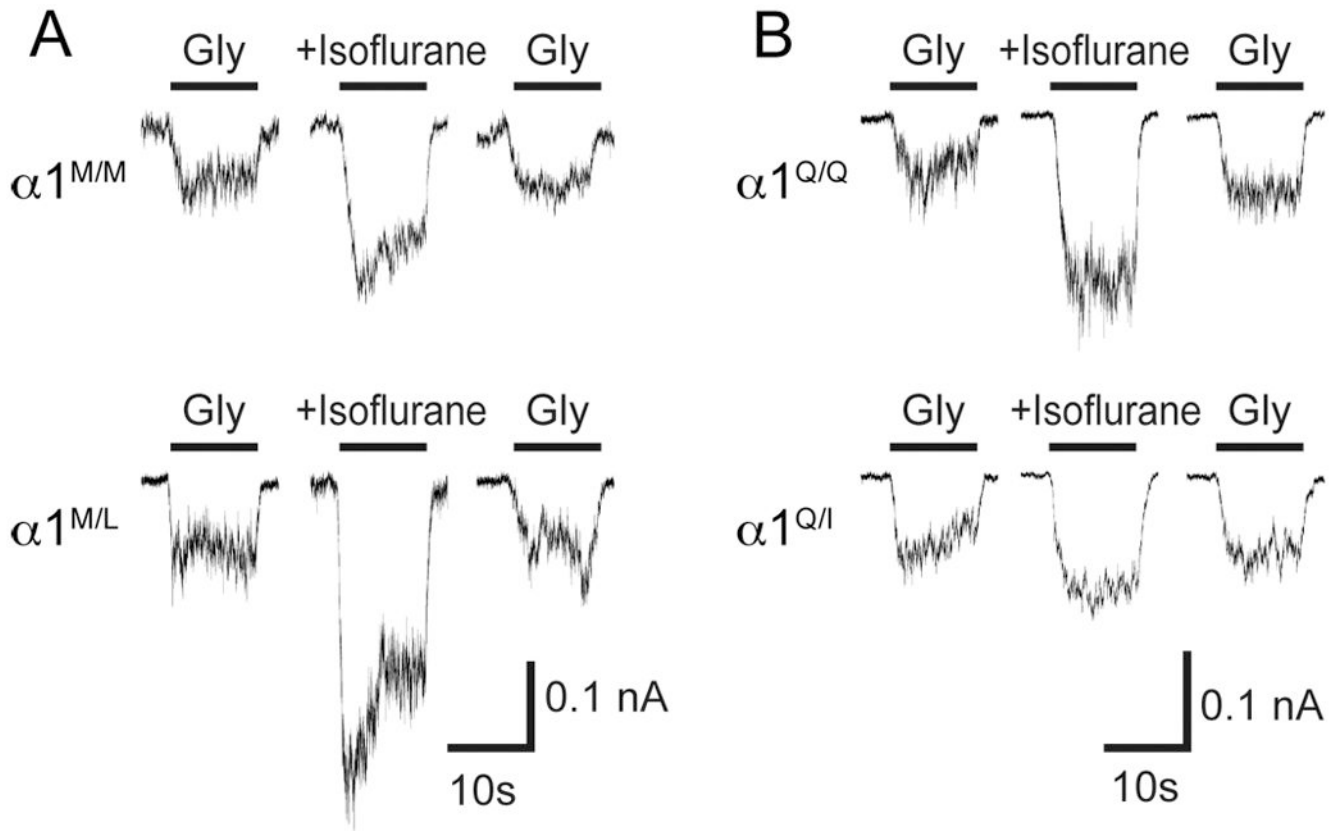 A
Gly +Isoflurane Gly
α1M/M
Gly +Isoflurane Gly
α1M/L
0.1 nA
10s
B
Gly +Isoflurane Gly
α1Q/Q
Gly +Isoflurane Gly
α1Q/I
0.1 nA
10s